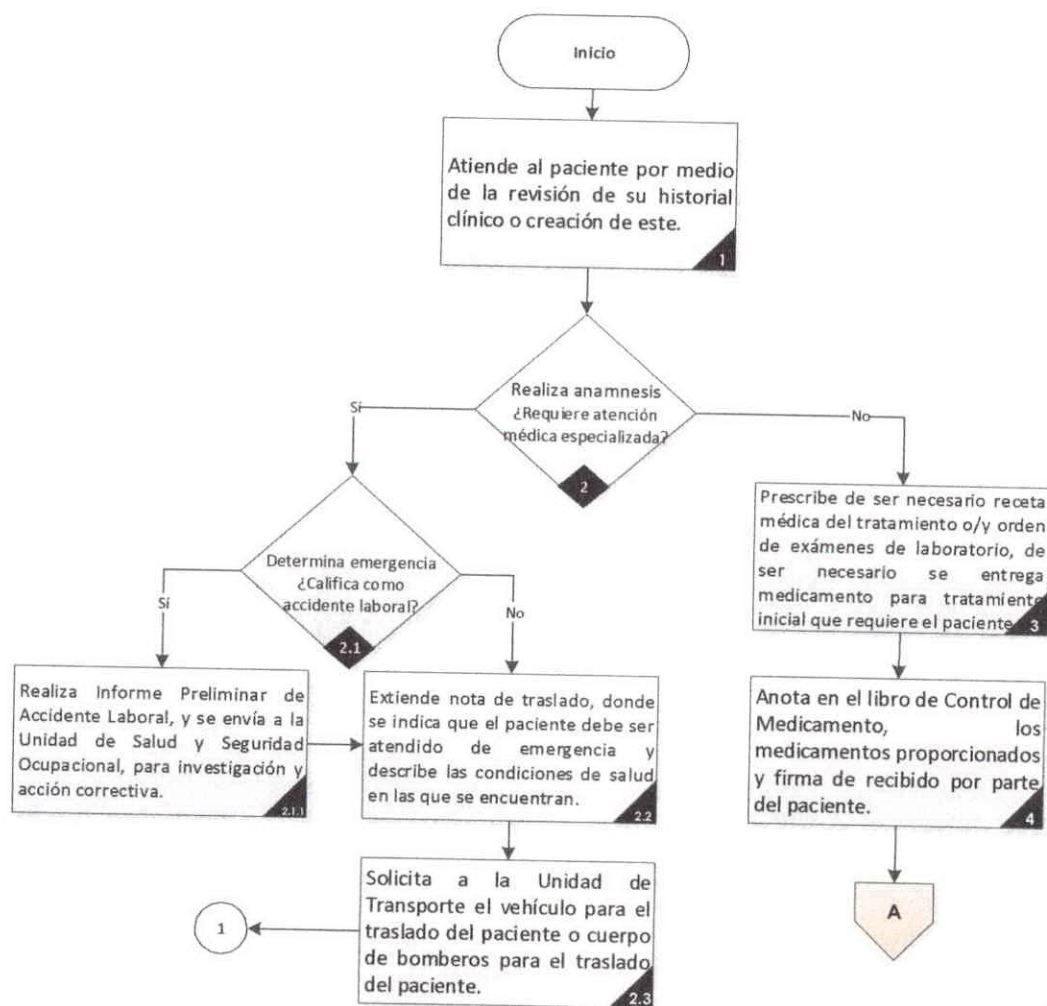 Inicio
Atiende al paciente por medio
de la revisión de su historial
clínico o creación de este.
1
Realiza anamnesis
¿Requiere atención
médica especializada?
2
Sí
No
Determina emergencia
¿Califica como
accidente laboral?
2.1
Sí
No
Prescribe de ser necesario receta
médica del tratamiento o/y orden
de exámenes de laboratorio, de
ser necesario se entrega
medicamento para tratamiento
inicial que requiere el paciente
3
Realiza Informe Preliminar de
Accidente Laboral, y se envía a la
Unidad de Salud y Seguridad
Ocupacional, para investigación y
acción correctiva.
2.1.1
Extiende nota de traslado, donde
se indica que el paciente debe ser
atendido de emergencia y
describe las condiciones de salud
en las que se encuentran.
2.2
Anota en el libro de Control de
Medicamento, los
medicamentos proporcionados
y firma de recibido por parte
del paciente.
4
Solicita a la Unidad de
Transporte el vehículo para el
traslado del paciente o cuerpo
de bomberos para el traslado
del paciente.
2.3
1
A